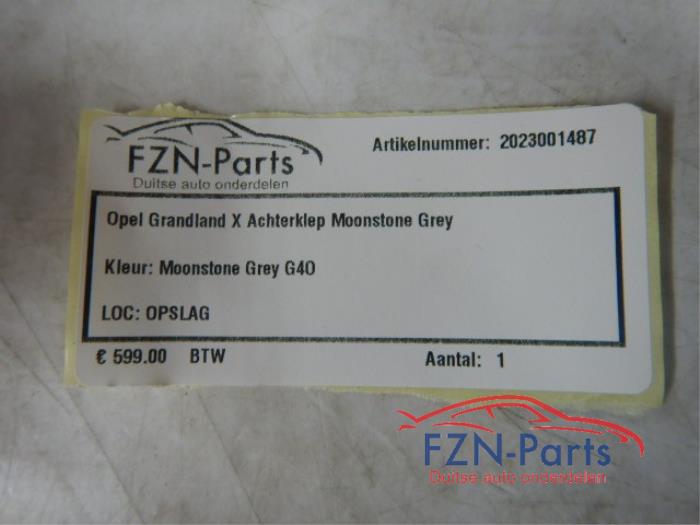 FZN-Parts
Duitse auto onderdelen
Artikelnummer: 2023001487
Opel Grandland X Achterklep Moonstone Grey
Kleur: Moonstone Grey G4O
LOC: OPSLAG
€ 599.00 BTW Aantal: 1
FZN-Parts
Duitse auto onderdelen